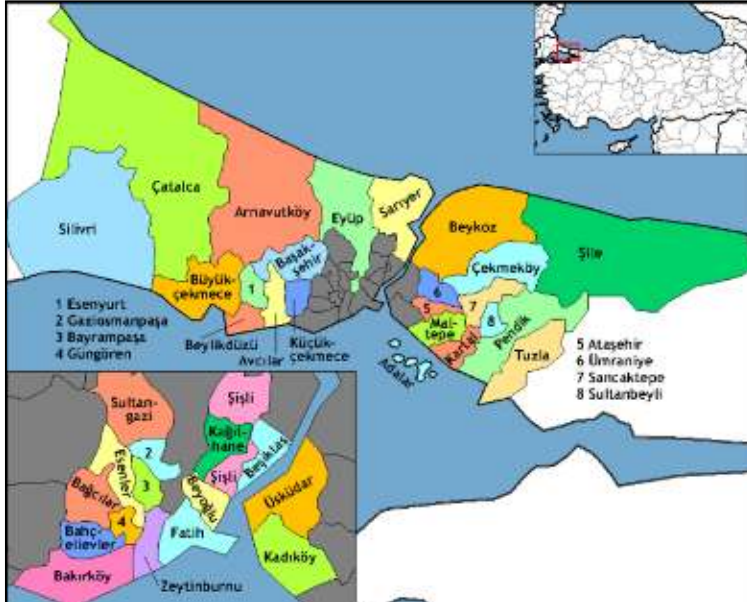 Çatalca
Silivri
Arnavutköy
Eyüp
Sarıyer
Beykoz
Şile
Çekmeköy
Büyük-
çekmece
Başak-
şehir
1
6
5
7
8
Mal-
tepe
Kartal
Pendik
Tuzla
Adalar
Beylikdüzü
Avcılar
Küçük-
çekmece
1 Esenyurt
2 Gaziosmanpaşa
3 Bayrampaşa
4 Güngören
5 Ataşehir
6 Ümraniye
7 Sancaktepe
8 Sultanbeyli
Sultan-
gazi
Şişli
Kağıt-
hane
Beşiktaş
Esenler
2
3
Şişli
Beyoğlu
Bağcılar
4
Üsküdar
Bahç-
elievler
Fatih
Kadıköy
Bakırköy
Zeytinburnu